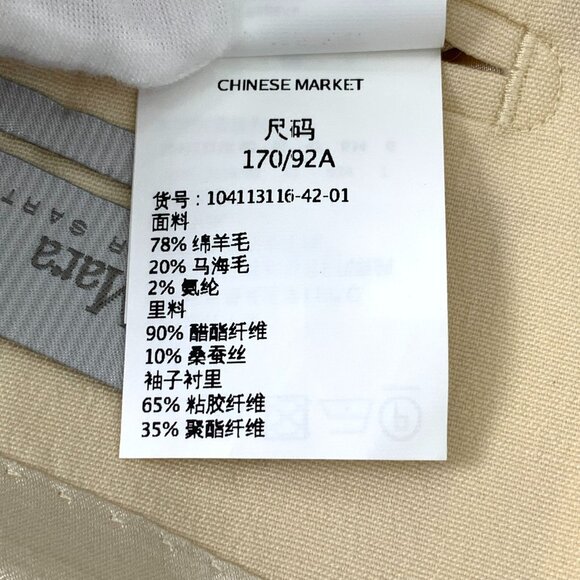 CHINESE MARKET
尺码
170/92A
货号：104113116-42-01
面料
78% 绵羊毛
20% 马海毛
2% 氨纶
里料
90% 醋酯纤维
10% 桑蚕丝
袖子衬里
65% 粘胶纤维
35% 聚酯纤维
Mara